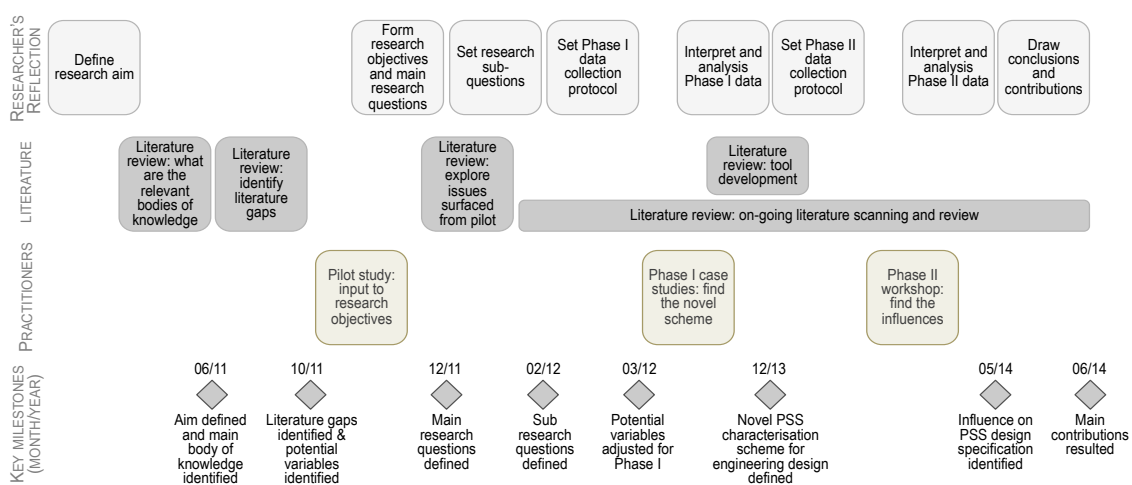 RESEARCHER'S
REFLECTION
Define
research aim
Form
research
objectives
and main
research
questions
Set research
sub-
questions
Set Phase I
data
collection
protocol
Interpret and
analysis
Phase I data
Set Phase II
data
collection
protocol
Interpret and
analysis
Phase II data
Draw
conclusions
and
contributions
LITERATURE
Literature
review: what
are the
relevant
bodies of
knowledge
Literature
review:
identify
literature
gaps
Literature
review:
explore
issues
surfaced
from pilot
Literature
review: tool
development
Literature review: on-going literature scanning and review
PRACTITIONERS
Pilot study:
input to
research
objectives
Phase I case
studies: find
the novel
scheme
Phase II
workshop:
find the
influences
KEY MILESTONES
(MONTH/YEAR)
06/11
Aim defined
and main
body of
knowledge
identified
10/11
Literature gaps
identified &
potential
variables identified
12/11
Main
research
questions
defined
02/12
Sub
research
questions
defined
03/12
Potential
variables
adjusted for
Phase I
12/13
Novel PSS
characterisation
scheme for
engineering design
defined
05/14
Influence on
PSS design
specification
identified
06/14
Main
contributions
resulted